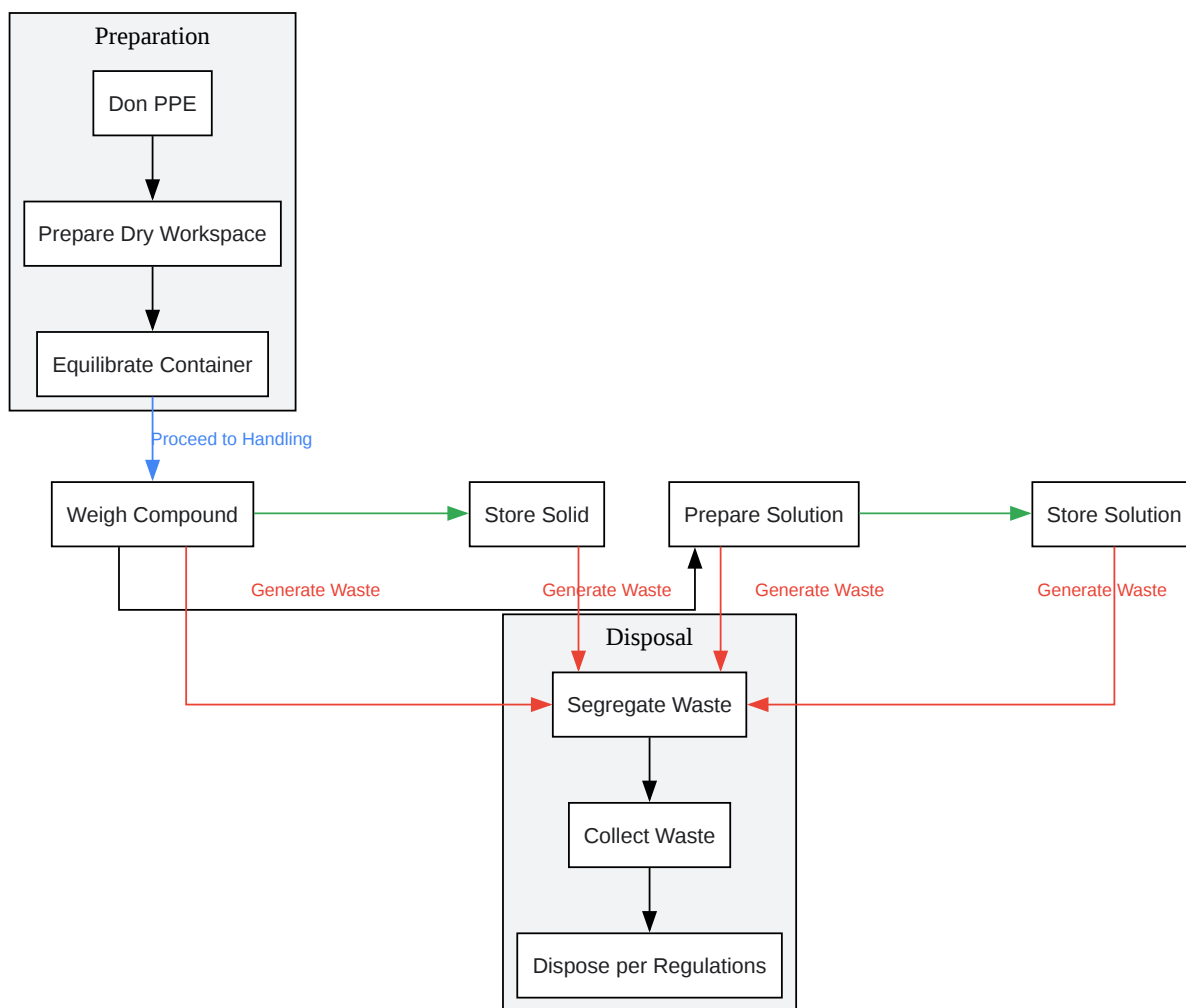 Preparation
Don PPE
Prepare Dry Workspace
Equilibrate Container
Proceed to Handling
Weigh Compound
Store Solid
Prepare Solution
Store Solution
Generate Waste
Generate Waste
Generate Waste
Generate Waste
Disposal
Segregate Waste
Collect Waste
Dispose per Regulations